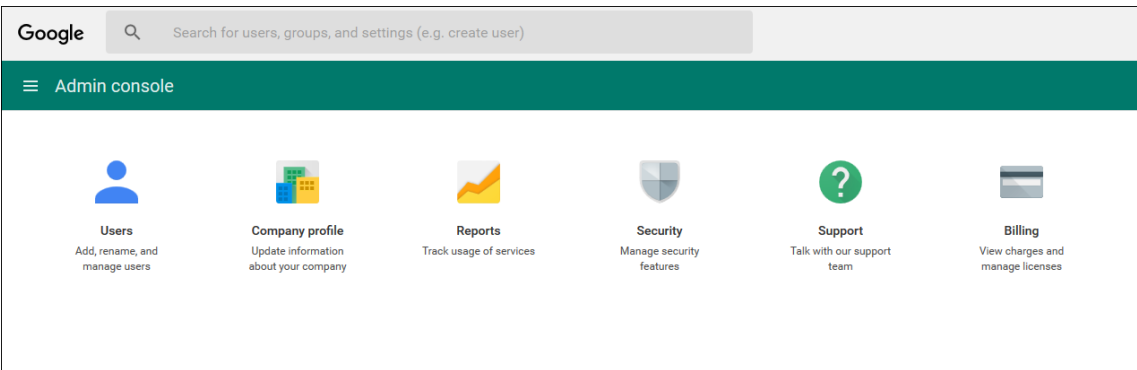 Google
Search for users, groups, and settings (e.g. create user)
Admin console
Users
Add, rename, and
manage users
Company profile
Update information
about your company
Reports
Track usage of services
Security
Manage security
features
Support
Talk with our support
team
Billing
View charges and
manage licenses